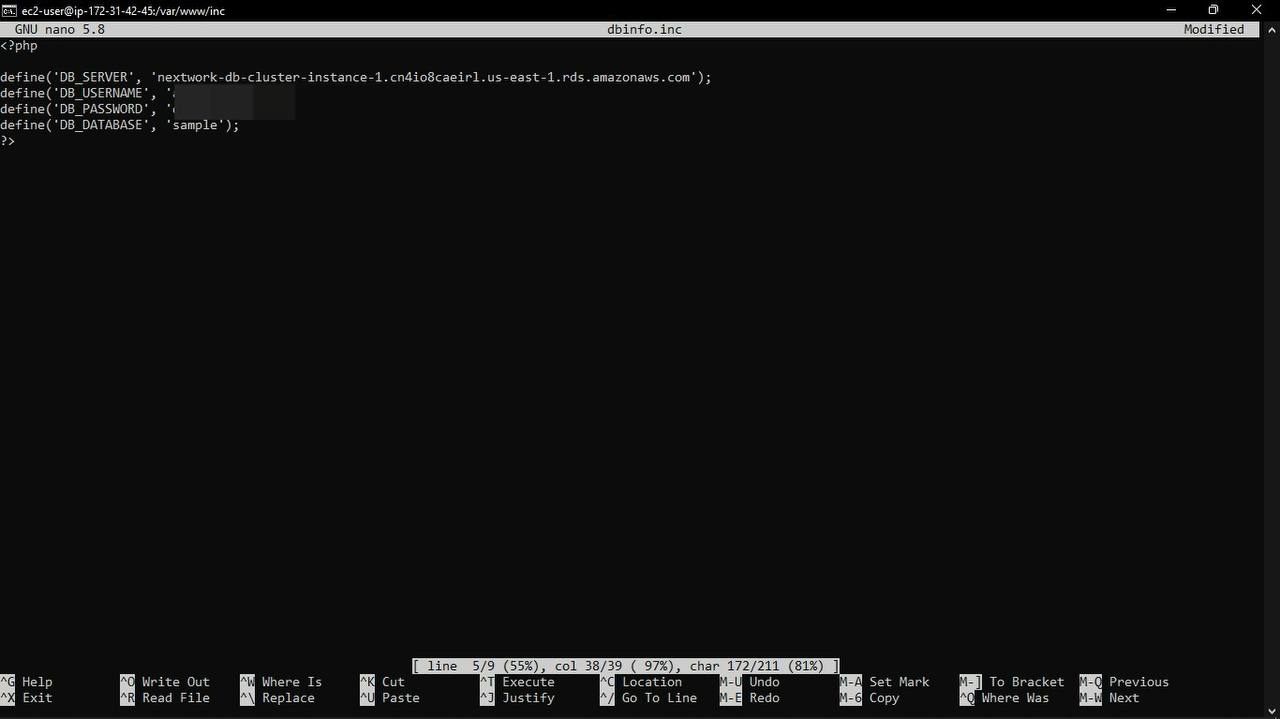 ec2-user@ip-172-31-42-45:/var/www/inc
GNU nano 5.8 dbinfo.inc Modified
<?php
define('DB_SERVER', 'nextwork-db-cluster-instance-1.cn4io8caeirl.us-east-1.rds.amazonaws.com');
define('DB_USERNAME', '
define('DB_PASSWORD', '
define('DB_DATABASE', 'sample');
?>
[ line  5/9 (55%), col 38/39 ( 97%), char 172/211 (81%) ]
^G Help ^O Write Out ^W Where Is ^K Cut ^T Execute ^C Location M-U Undo M-A Set Mark M-] To Bracket M-Q Previous
^X Exit ^R Read File ^\ Replace ^U Paste ^J Justify ^/ Go To Line M-E Redo M-6 Copy ^Q Where Was M-W Next